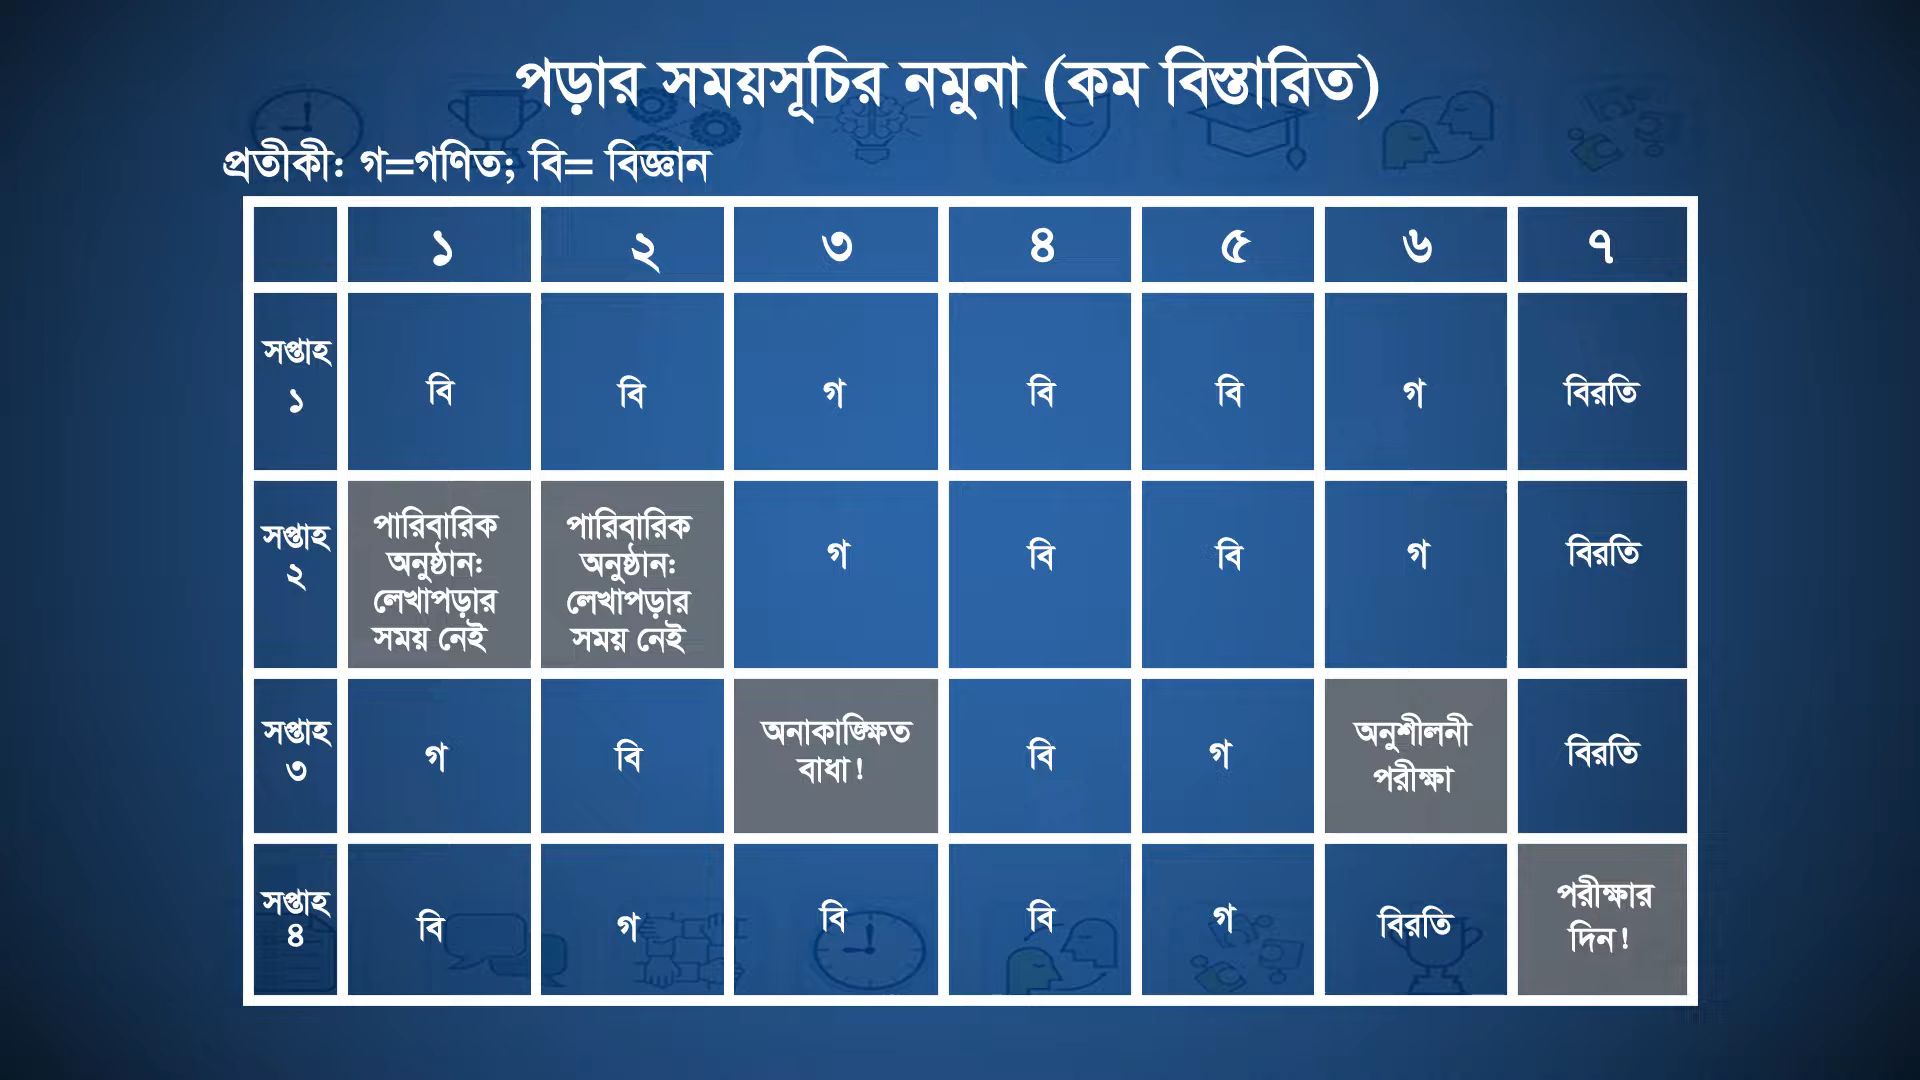 পড়ার সময়সূচির নমুনা (কম বিস্তারিত)
প্রতীকী: গ=গণিত; বি= বিজ্ঞান
১ ২ ৩ ৪ ৫ ৬ ৭
সপ্তাহ
১
বি বি গ বি বি গ বিরতি
সপ্তাহ
২
পারিবারিক
অনুষ্ঠান:
লেখাপড়ার
সময় নেই
পারিবারিক
অনুষ্ঠান:
লেখাপড়ার
সময় নেই
গ বি বি গ বিরতি
সপ্তাহ
৩
গ বি
অনাকাঙ্ক্ষিত
বাধা!
বি গ
অনুশীলনী
পরীক্ষা
বিরতি
সপ্তাহ
৪
বি গ বি বি গ বিরতি
পরীক্ষার
দিন!